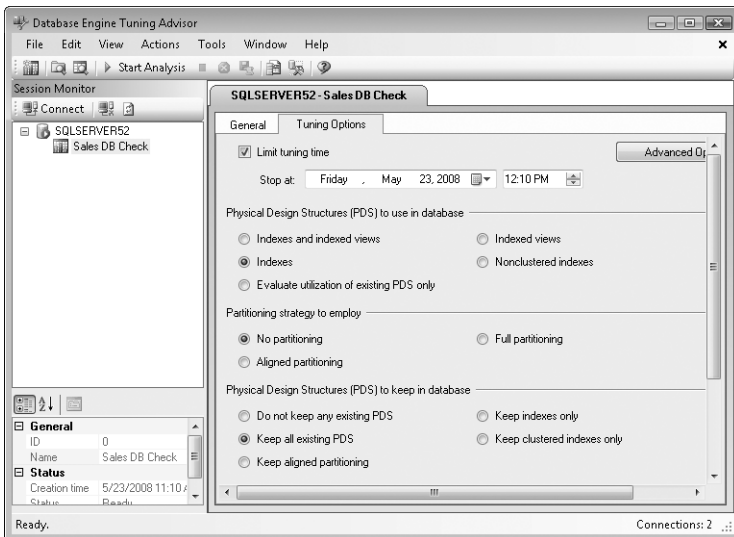 Database Engine Tuning Advisor
File Edit View Actions Tools Window Help
Start Analysis
Session Monitor
Connect
SQLSERVER52
Sales DB Check
General
ID 0
Name Sales DB Check
Status
Creation time 5/23/2008 11:10
Status Ready
SQLSERVER52 - Sales DB Check
General Tuning Options
Limit tuning time
Advanced Op
Stop at: Friday , May 23, 2008 12:10 PM
Physical Design Structures (PDS) to use in database
Indexes and indexed views Indexed views
Indexes Nonclustered indexes
Evaluate utilization of existing PDS only
Partitioning strategy to employ
No partitioning Full partitioning
Aligned partitioning
Physical Design Structures (PDS) to keep in database
Do not keep any existing PDS Keep indexes only
Keep all existing PDS Keep clustered indexes only
Keep aligned partitioning
Ready. Connections: 2